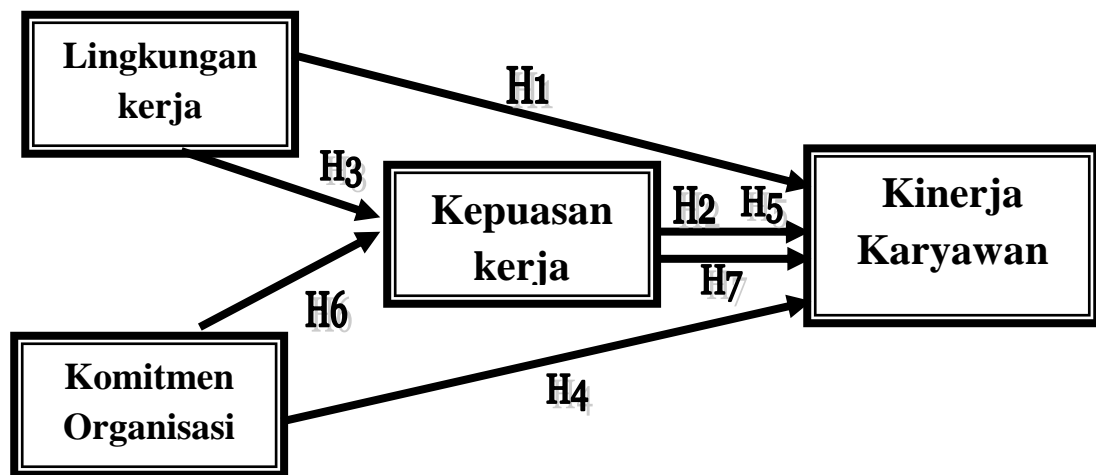 Lingkungan
kerja
H1
H3
Kepuasan
kerja
H2 H5
H7
Kinerja
Karyawan
H6
Komitmen
Organisasi
H4